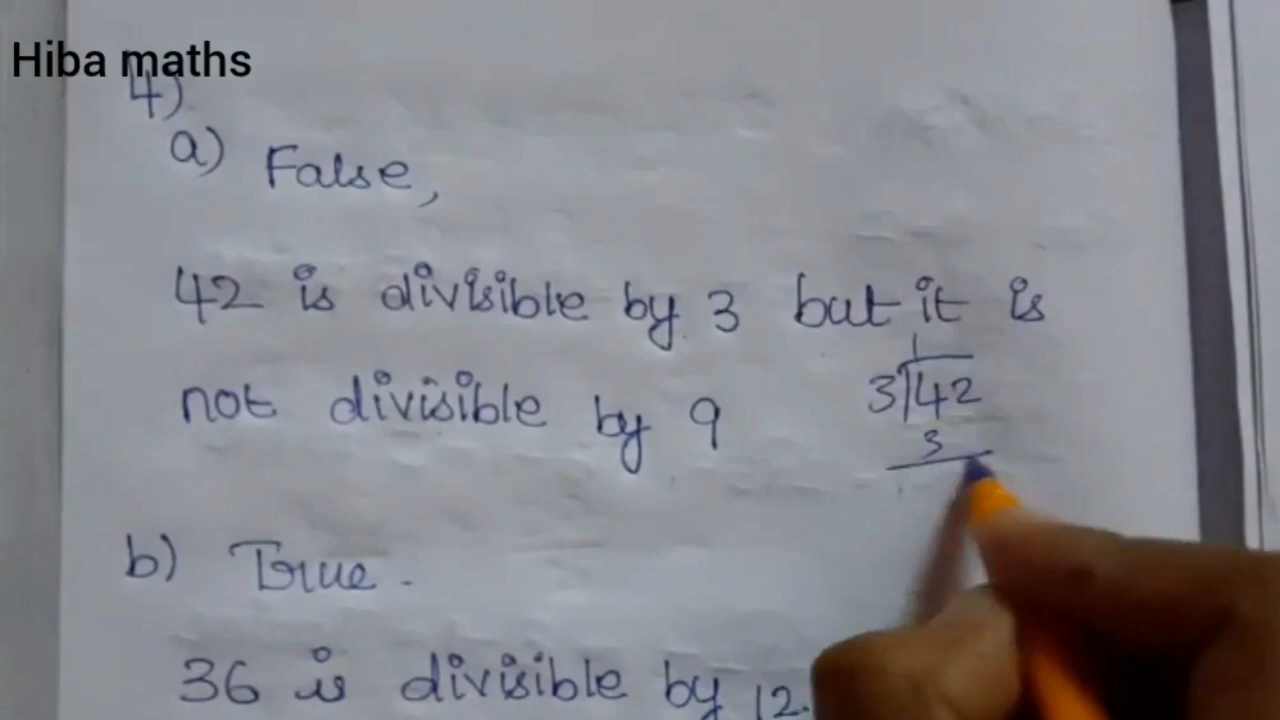 Hiba maths
4)
a) False,
42 is divisible by 3 but it is
not divisible by 9
1
3)42
3
b) True.
36 is divisible by 12.